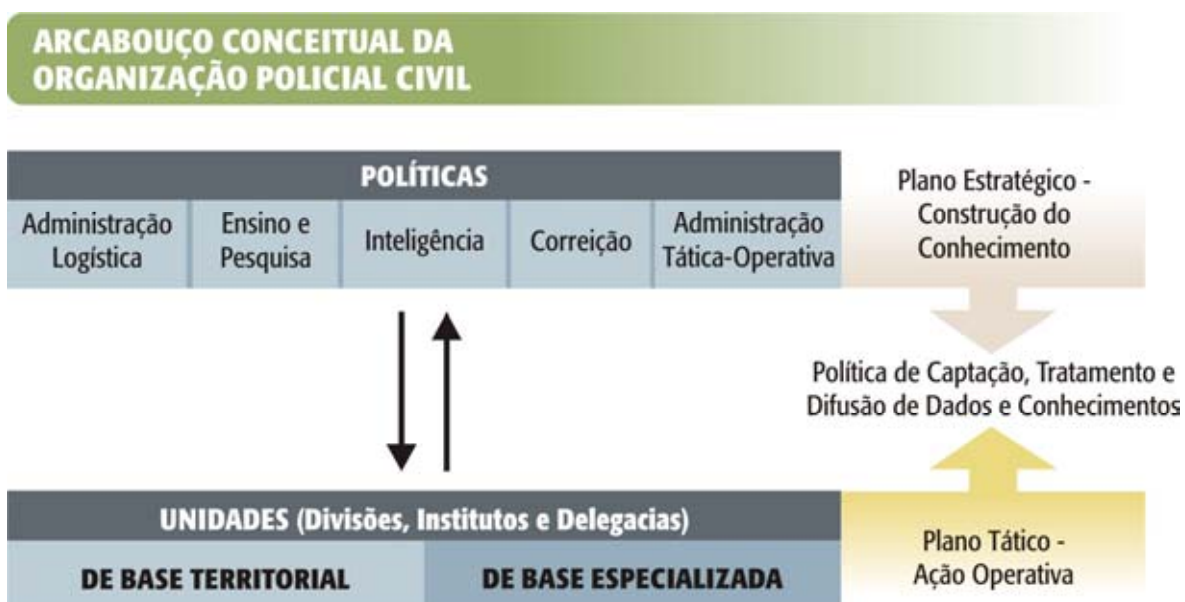 ARCABOUÇO CONCEITUAL DA
ORGANIZAÇÃO POLICIAL CIVIL
POLÍTICAS
Administração
Logística
Ensino e
Pesquisa
Inteligência
Correição
Administração
Tática-Operativa
Plano Estratégico -
Construção do
Conhecimento
Política de Captação, Tratamento e
Difusão de Dados e Conhecimentos
UNIDADES (Divisões, Institutos e Delegacias)
DE BASE TERRITORIAL
DE BASE ESPECIALIZADA
Plano Tático -
Ação Operativa